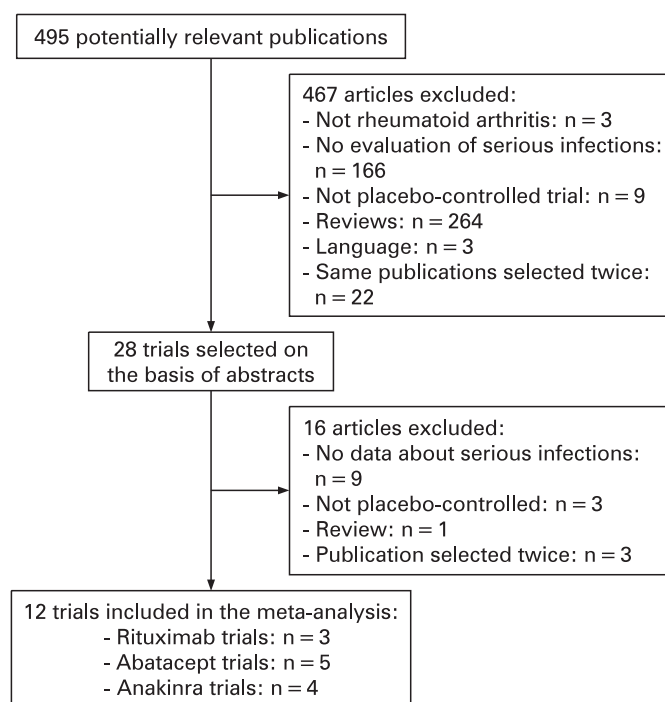 495 potentially relevant publications
467 articles excluded:
- Not rheumatoid arthritis: n = 3
- No evaluation of serious infections:
n = 166
- Not placebo-controlled trial: n = 9
- Reviews: n = 264
- Language: n = 3
- Same publications selected twice:
n = 22
28 trials selected on
the basis of abstracts
16 articles excluded:
- No data about serious infections:
n = 9
- Not placebo-controlled: n = 3
- Review: n = 1
- Publication selected twice: n = 3
12 trials included in the meta-analysis:
- Rituximab trials: n = 3
- Abatacept trials: n = 5
- Anakinra trials: n = 4